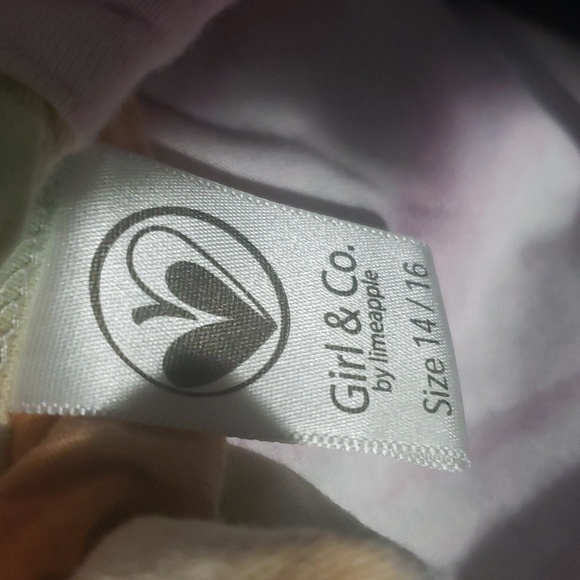 Girl & Co.
by limeapple
Size 14 / 16